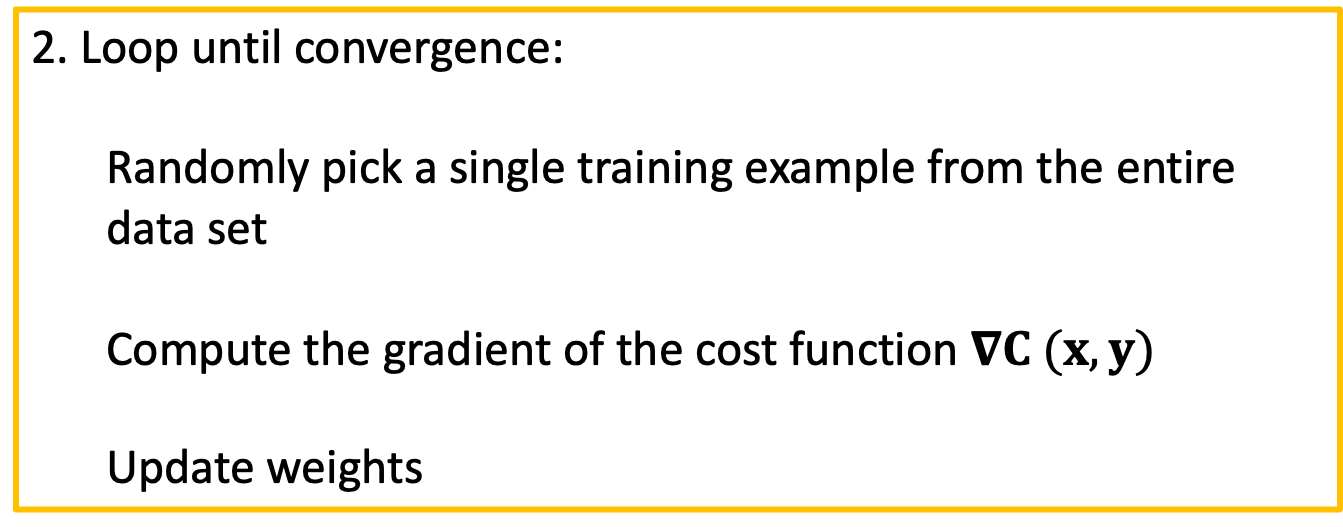 2. Loop until convergence:
Randomly pick a single training example from the entire
data set
Compute the gradient of the cost function ∇C (x, y)
Update weights